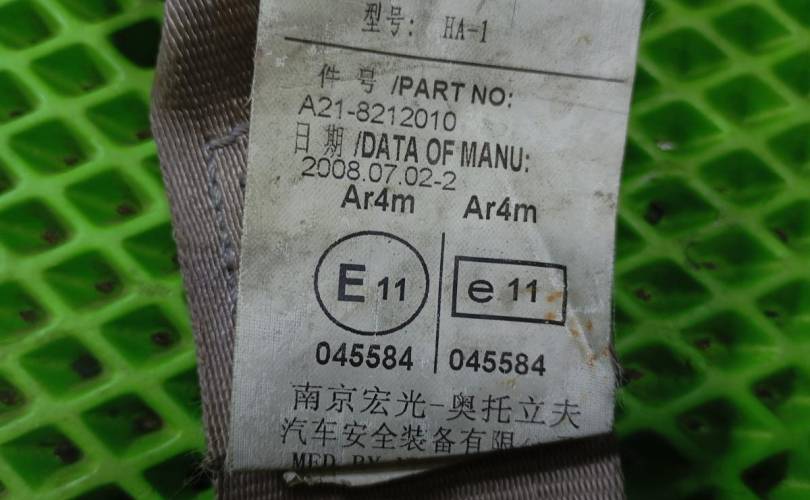 型号: HA-1
件号 /PART NO:
A21-8212010
日期 /DATA OF MANU:
2008.07.02-2
Ar4m Ar4m
E 11 e 11
045584 045584
南京宏光-奥托立夫
汽车安全装备有限
MFD BY